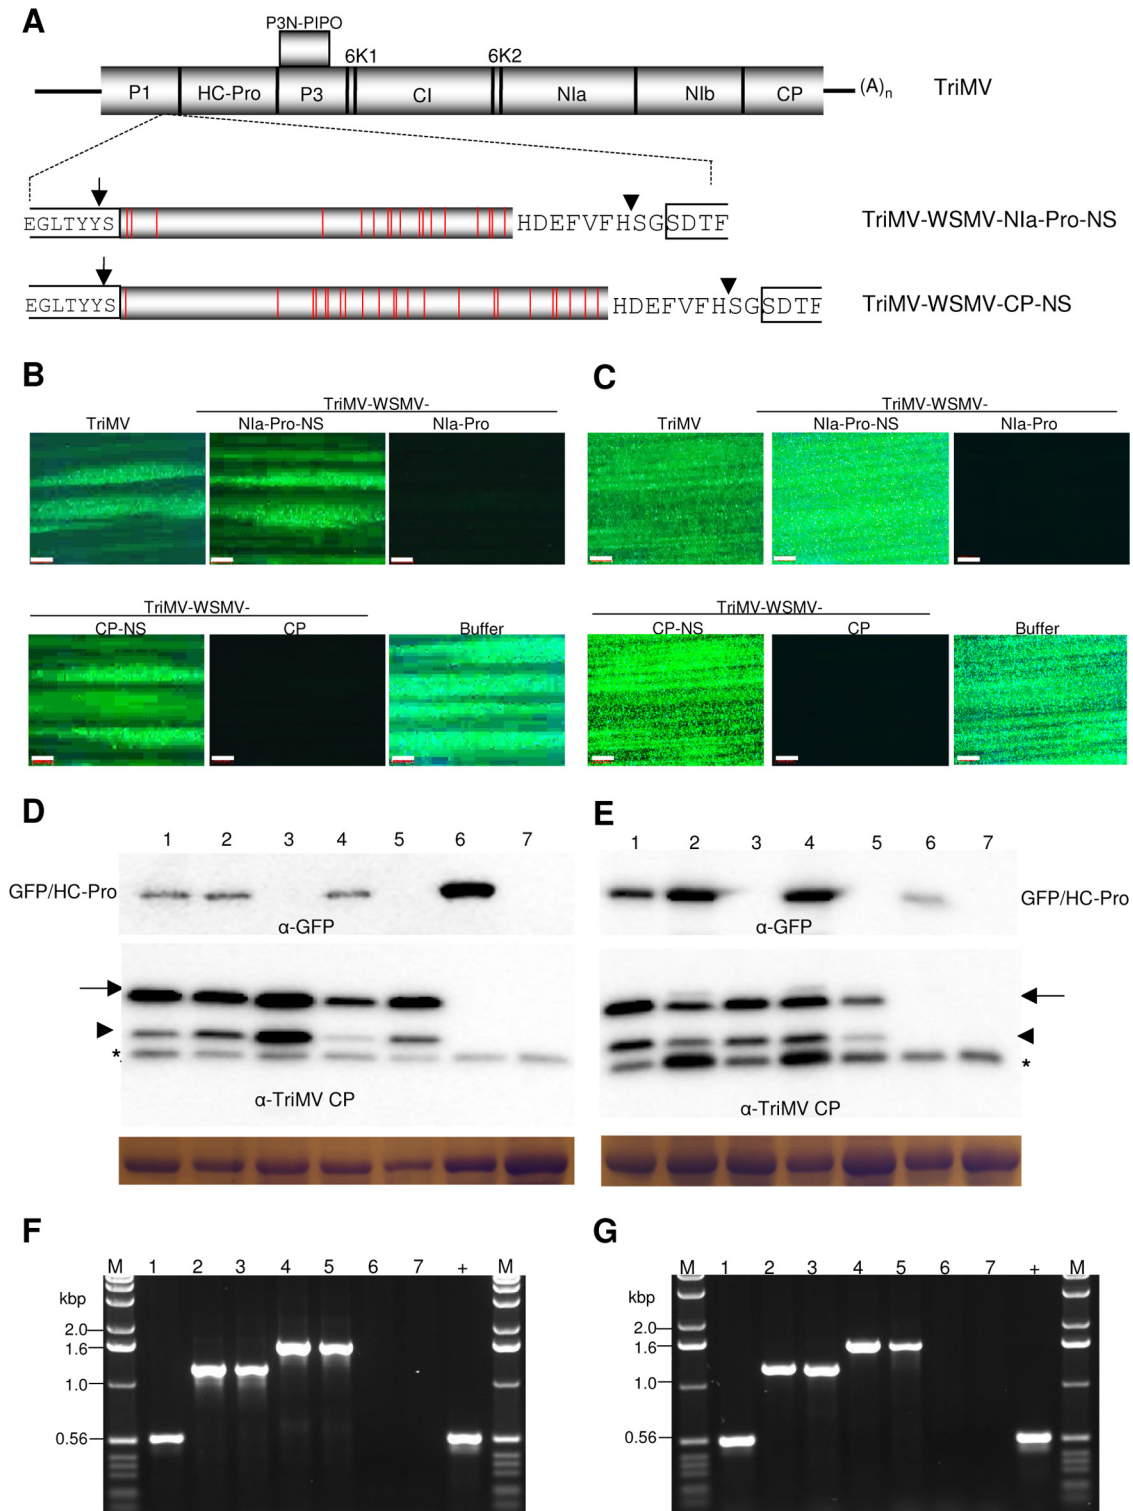 A
P3N-PIPO
6K1 6K2
P1 HC-Pro P3 CI NIa NIb CP (A)n TriMV
EGLTYYS HDEFVFHSGSDTF TriMV-WSMV-NIa-Pro-NS
EGLTYYS HDEFVFHSGSDTF TriMV-WSMV-CP-NS
B
TriMV-WSMV-
TriMV NIa-Pro-NS NIa-Pro
TriMV-WSMV-
CP-NS CP Buffer
C
TriMV-WSMV-
TriMV NIa-Pro-NS NIa-Pro
TriMV-WSMV-
CP-NS CP Buffer
D
1 2 3 4 5 6 7
GFP/HC-Pro
α-GFP
*
α-TriMV CP
E
1 2 3 4 5 6 7
GFP/HC-Pro
α-GFP
*
α-TriMV CP
F
M 1 2 3 4 5 6 7 + M
kbp
2.0
1.6
1.0
0.56
G
M 1 2 3 4 5 6 7 + M
kbp
2.0
1.6
1.0
0.56